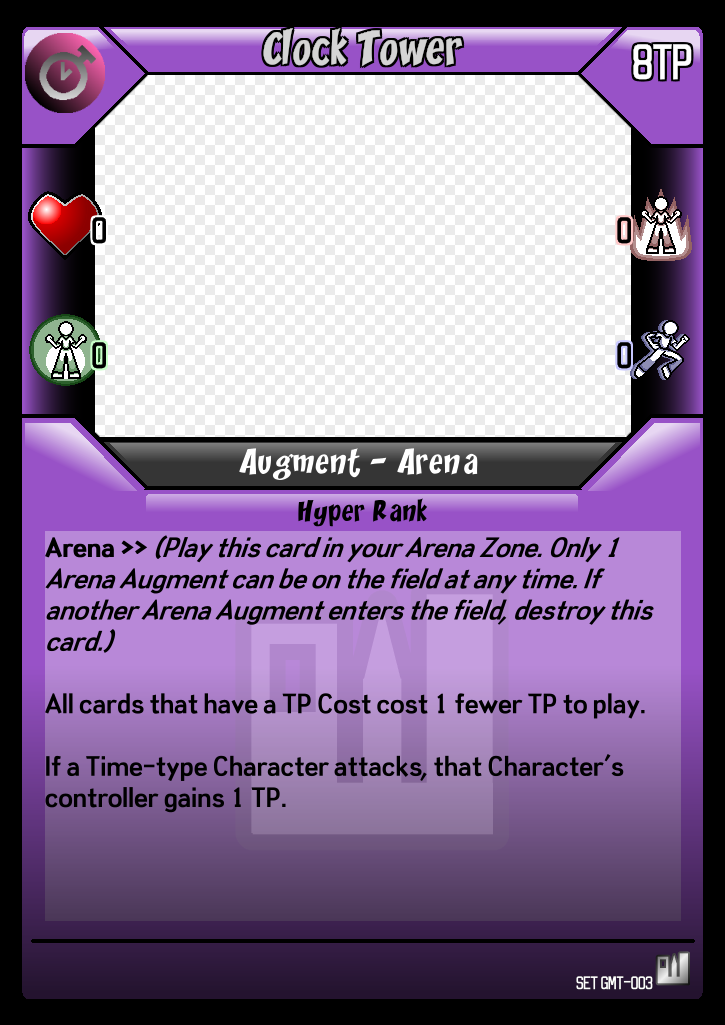 Clock Tower
8TP
0
0
0
0
Augment - Arena
Hyper Rank
Arena >> (Play this card in your Arena Zone. Only 1
Arena Augment can be on the field at any time. If
another Arena Augment enters the field, destroy this
card.)
All cards that have a TP Cost cost 1 fewer TP to play.
If a Time-type Character attacks, that Character's
controller gains 1 TP.
SET GMT-003